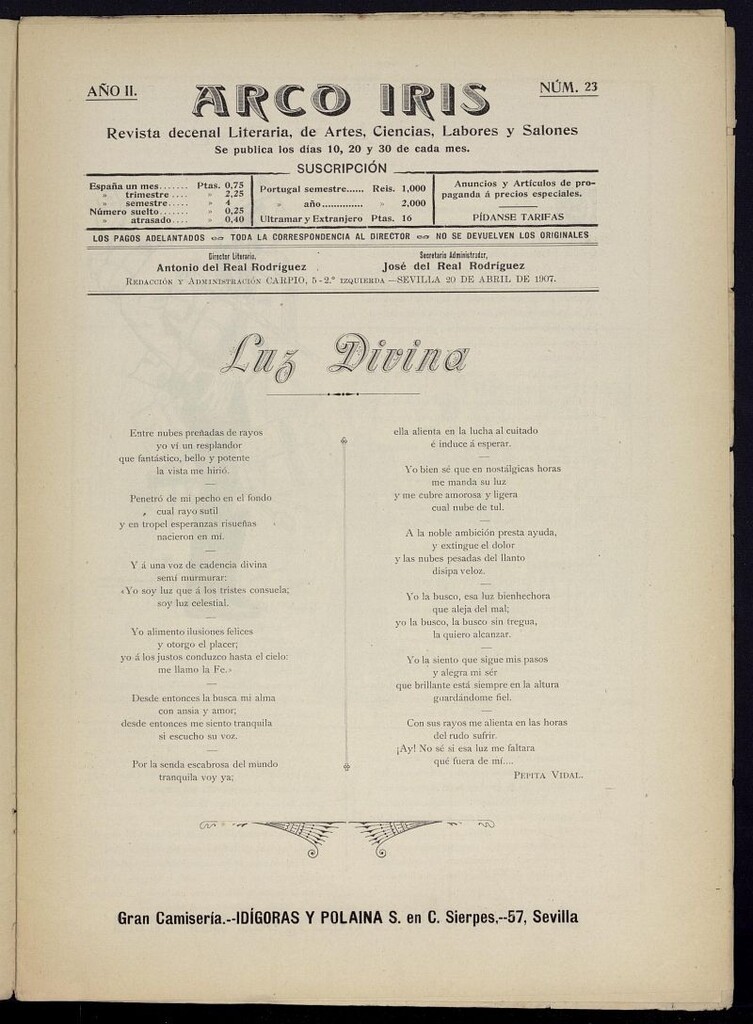 AÑO II.
ARCO IRIS
NÚM. 23
Revista decenal Literaria, de Artes, Ciencias, Labores y Salones
Se publica los días 10, 20 y 30 de cada mes.
SUSCRIPCIÓN
España un mes....... Ptas. 0,75
» trimestre .... » 2,25
» semestre.... » 4
Número suelto...... » 0,25
» atrasado.... » 0,40
Portugal semestre...... Reis. 1,000
» año.............. » 2,000
Ultramar y Extranjero Ptas. 16
Anuncios y Artículos de pro-
paganda á precios especiales.
PÍDANSE TARIFAS
LOS PAGOS ADELANTADOS TODA LA CORRESPONDENCIA AL DIRECTOR NO SE DEVUELVEN LOS ORIGINALES
Director Literario,
Antonio del Real Rodríguez
Secretario Administrador,
José del Real Rodríguez
REDACCIÓN Y ADMINISTRACIÓN CARPIO, 5-2.º IZQUIERDA—SEVILLA 20 DE ABRIL DE 1907.
Luz Divina
Entre nubes preñadas de rayos
yo ví un resplandor
que fantástico, bello y potente
la vista me hirió.
Penetró de mi pecho en el fondo
cual rayo sutil
y en tropel esperanzas risueñas
nacieron en mí.
Y á una voz de cadencia divina
semí murmurar:
«Yo soy luz que á los tristes consuela;
soy luz celestial.
Yo alimento ilusiones felices
y otorgo el placer;
yo á los justos conduzco hasta el cielo:
me llamo la Fe.»
Desde entonces la busca mi alma
con ansia y amor;
desde entonces me siento tranquila
si escucho su voz.
Por la senda escabrosa del mundo
tranquila voy ya;
ella alienta en la lucha al cuitado
é induce á esperar.
Yo bien sé que en nostálgicas horas
me manda su luz
y me cubre amorosa y ligera
cual nube de tul.
A la noble ambición presta ayuda,
y extingue el dolor
y las nubes pesadas del llanto
disipa veloz.
Yo la busco, esa luz bienhechora
que aleja del mal;
yo la busco, la busco sin tregua,
la quiero alcanzar.
Yo la siento que sigue mis pasos
y alegra mi sér
que brillante está siempre en la altura
guardándome fiel.
Con sus rayos me alienta en las horas
del rudo sufrir.
¡Ay! No sé si esa luz me faltara
qué fuera de mí....
PEPITA VIDAL.
Gran Camisería.--IDÍGORAS Y POLAINA S. en C. Sierpes,--57, Sevilla